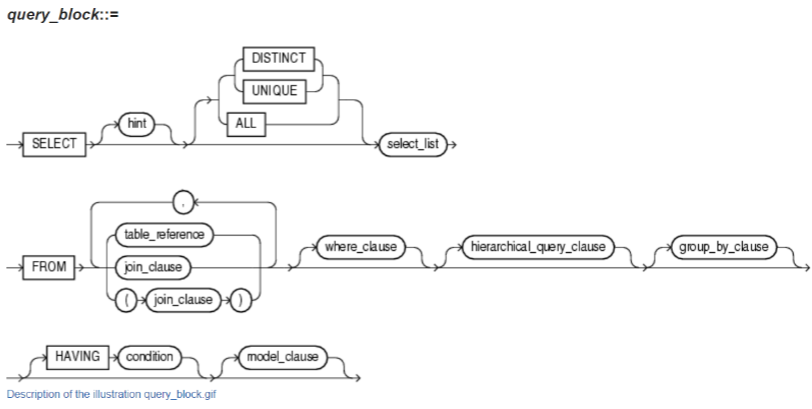 query_block::=
DISTINCT
UNIQUE
ALL
SELECT hint select_list
,
table_reference
FROM join_clause where_clause hierarchical_query_clause group_by_clause
( join_clause )
HAVING condition model_clause
Description of the illustration query_block.gif